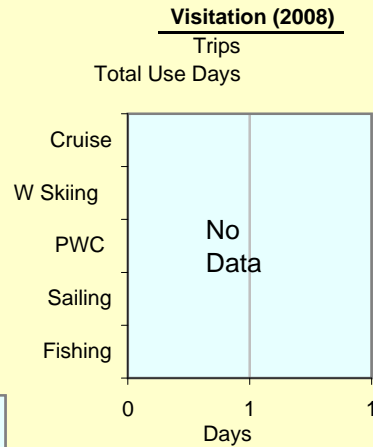 Visitation (2008)
Trips
Total Use Days
Cruise
W Skiing
PWC
Sailing
Fishing
No
Data
0 1 1
Days